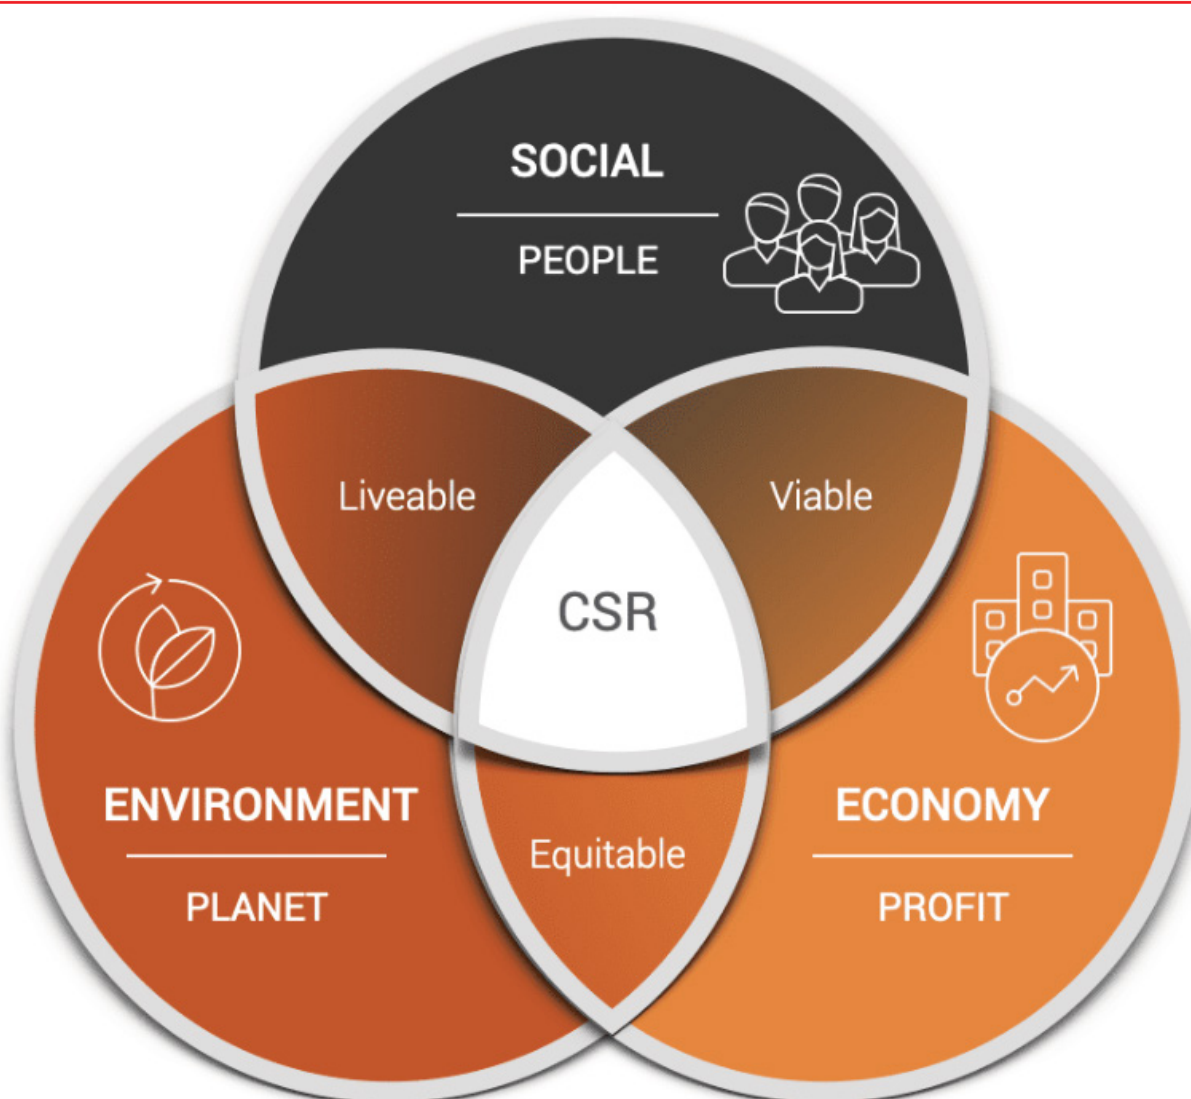 SOCIAL
PEOPLE
Liveable
Viable
CSR
ENVIRONMENT
PLANET
ECONOMY
PROFIT
Equitable